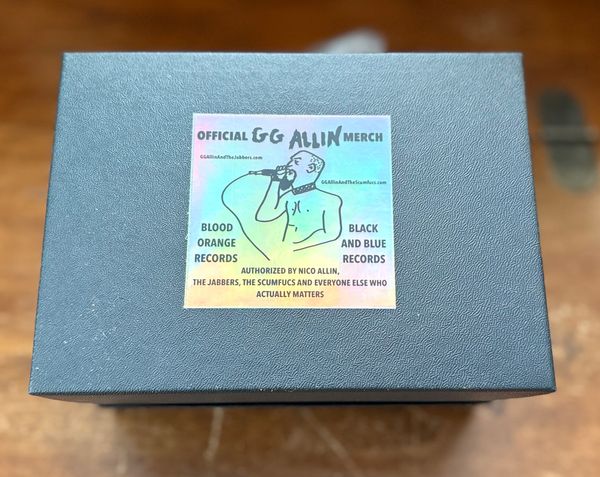 OFFICIAL GG ALLIN MERCH
GGAllinAndTheJabbers.com
GGAllinAndTheScumfucs.com
BLOOD
ORANGE
RECORDS
BLACK
AND BLUE
RECORDS
AUTHORIZED BY NICO ALLIN,
THE JABBERS, THE SCUMFUCS AND EVERYONE ELSE WHO
ACTUALLY MATTERS